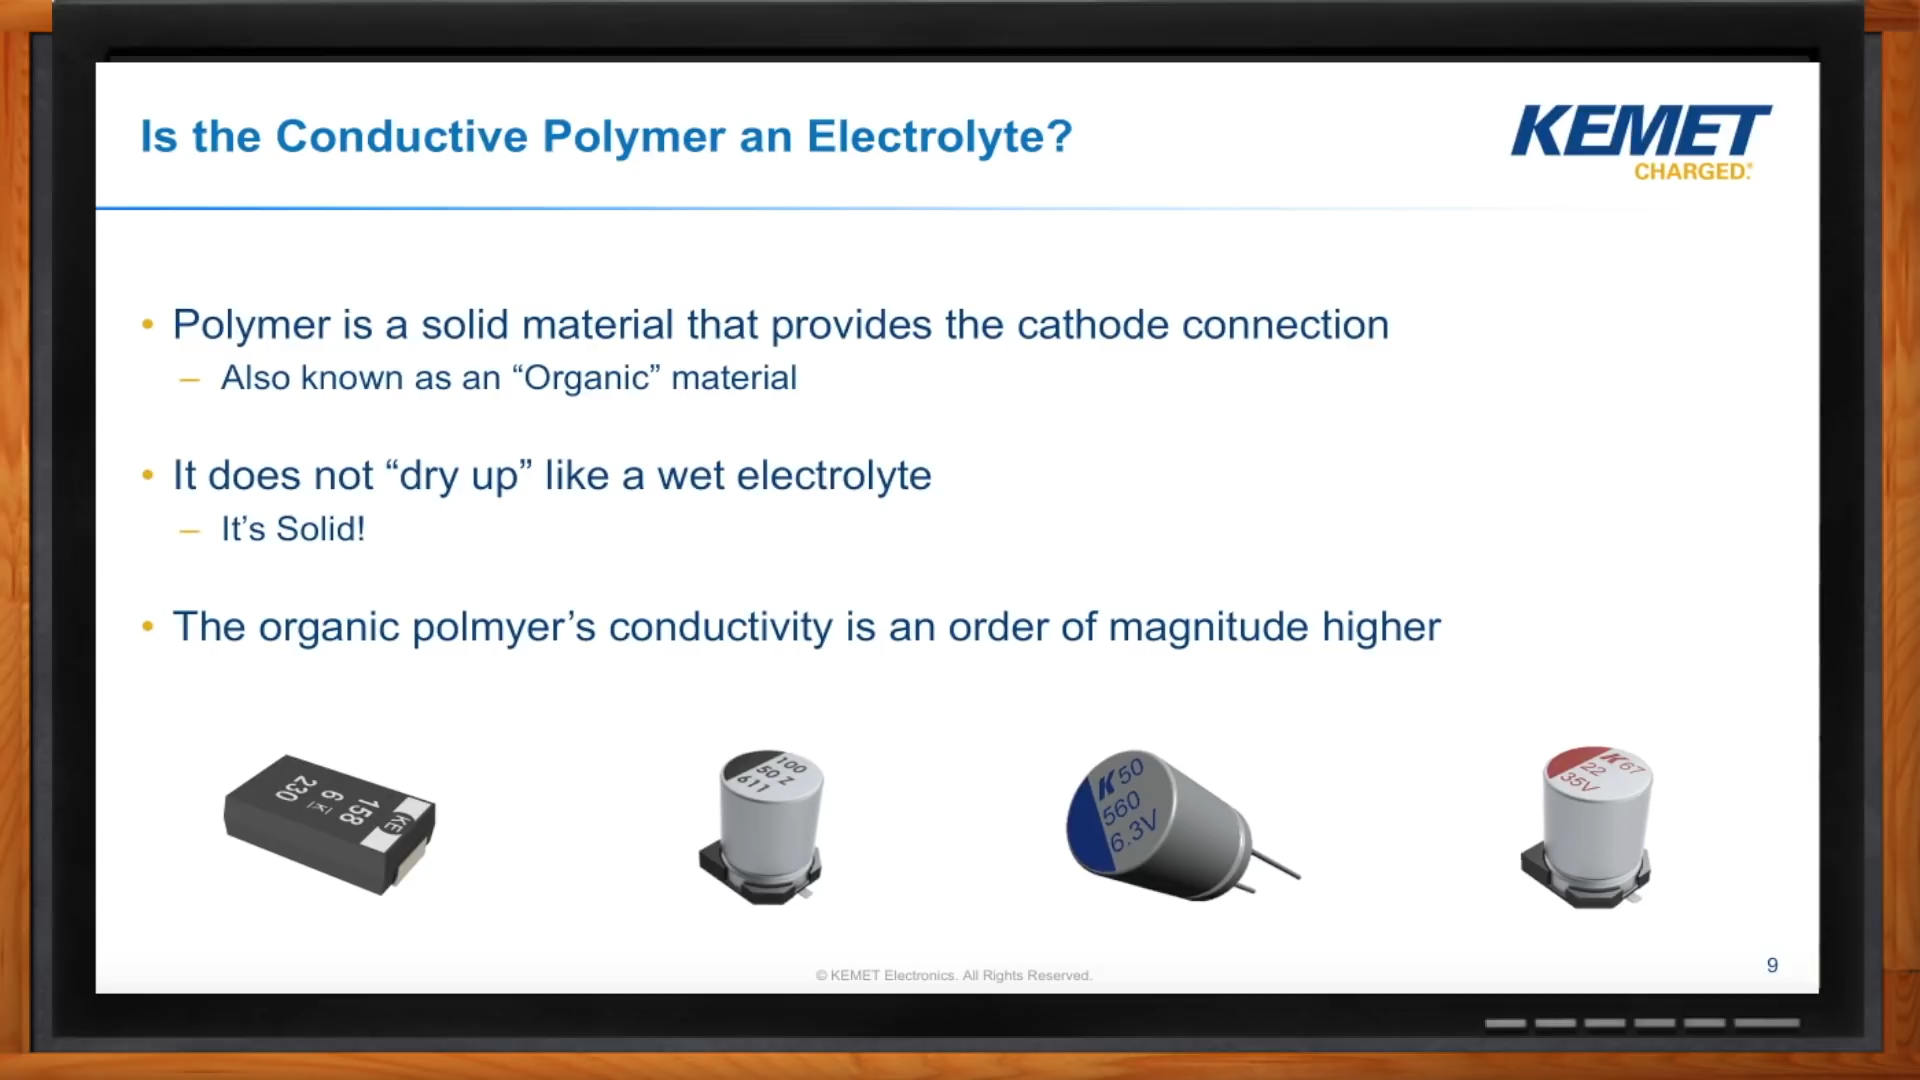 Is the Conductive Polymer an Electrolyte?
KEMET
CHARGED.®
• Polymer is a solid material that provides the cathode connection
– Also known as an “Organic” material
• It does not “dry up” like a wet electrolyte
– It’s Solid!
• The organic polmyer’s conductivity is an order of magnitude higher
158
6 K
230
KE
100
50 Z
611
K 50
560
6.3V
K 67
22
35V
© KEMET Electronics. All Rights Reserved.
9